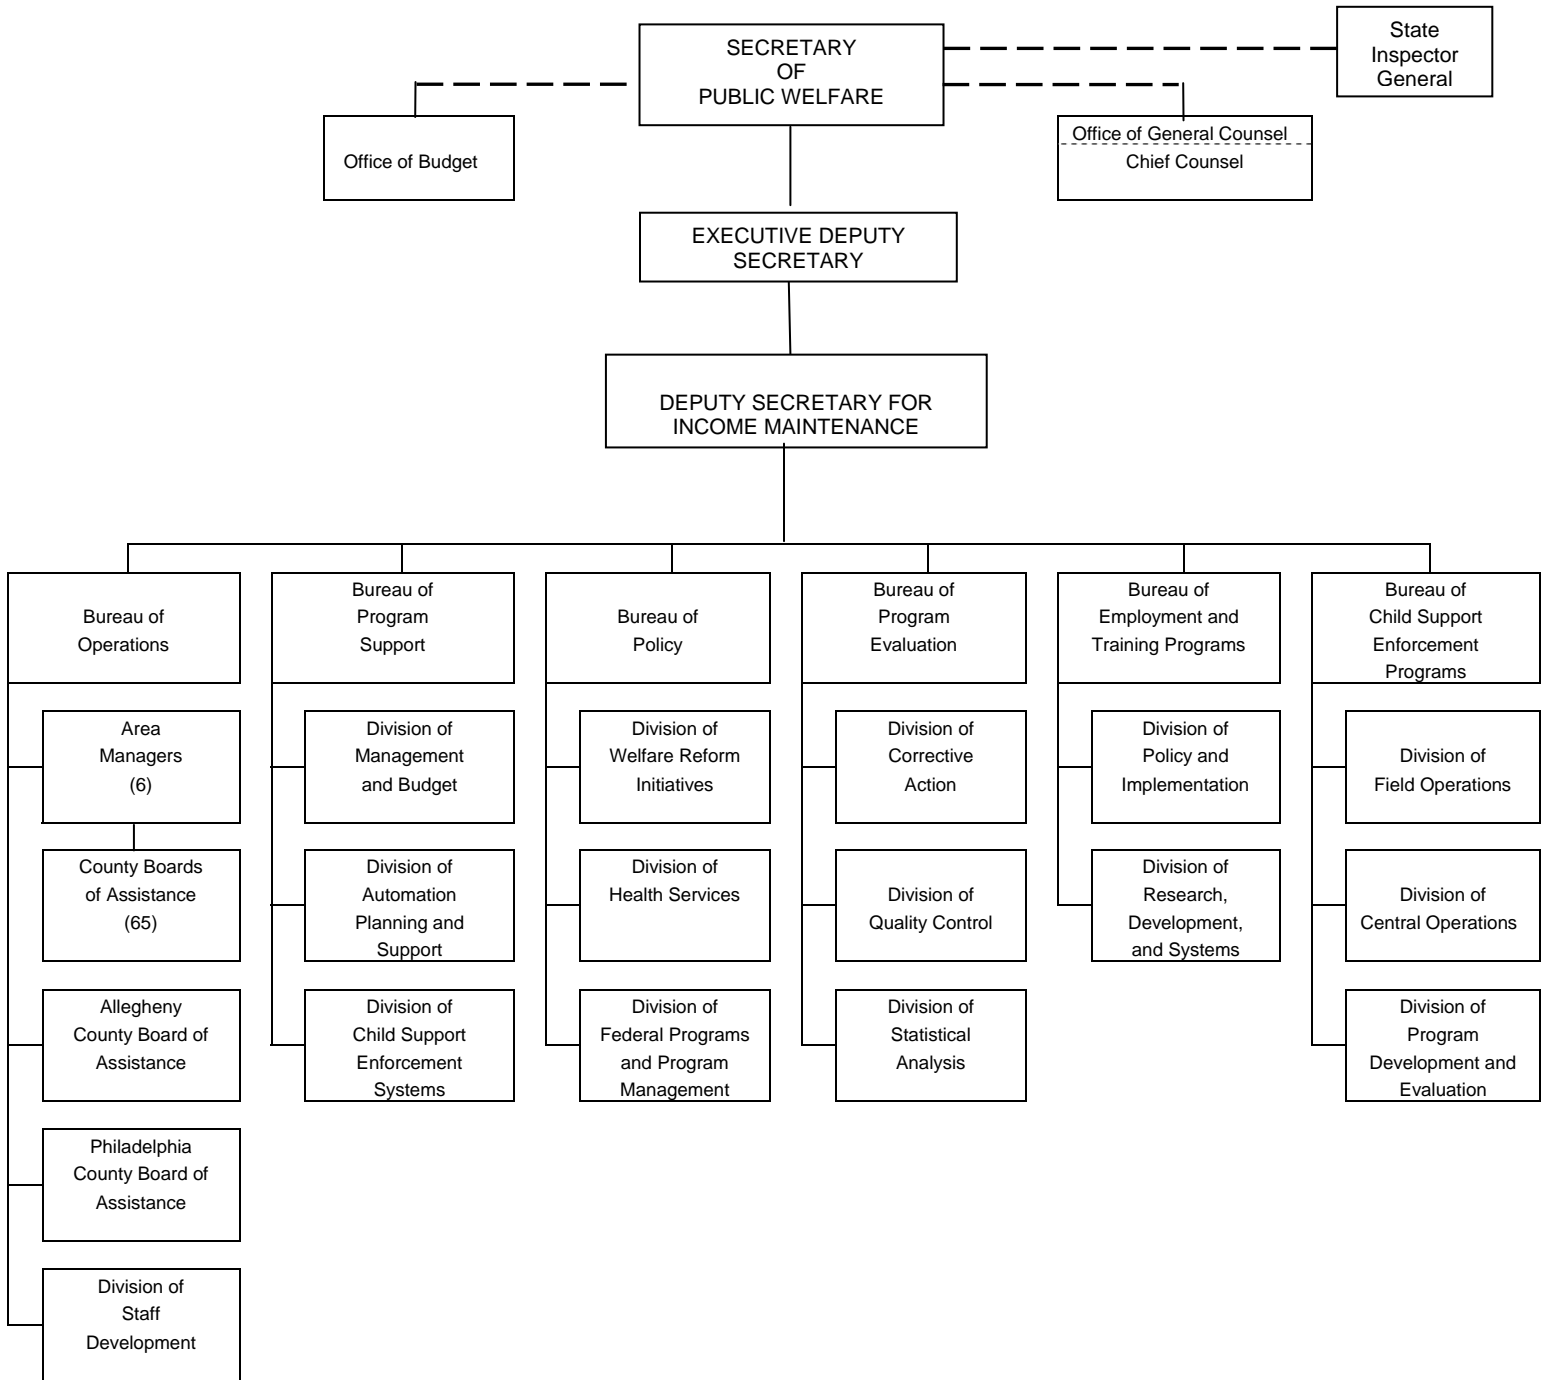 SECRETARY
OF
PUBLIC WELFARE
State
Inspector
General
Office of Budget
Office of General Counsel
Chief Counsel
EXECUTIVE DEPUTY
SECRETARY
DEPUTY SECRETARY FOR
INCOME MAINTENANCE
Bureau of
Operations
Bureau of
Program
Support
Bureau of
Policy
Bureau of
Program
Evaluation
Bureau of
Employment and
Training Programs
Bureau of
Child Support
Enforcement
Programs
Area
Managers
(6)
Division of
Management
and Budget
Division of
Welfare Reform
Initiatives
Division of
Corrective
Action
Division of
Policy and
Implementation
Division of
Field Operations
County Boards
of Assistance
(65)
Division of
Automation
Planning and
Support
Division of
Health Services
Division of
Quality Control
Division of
Research,
Development,
and Systems
Division of
Central Operations
Allegheny
County Board of
Assistance
Division of
Child Support
Enforcement
Systems
Division of
Federal Programs
and Program
Management
Division of
Statistical
Analysis
Division of
Program
Development and
Evaluation
Philadelphia
County Board of
Assistance
Division of
Staff
Development